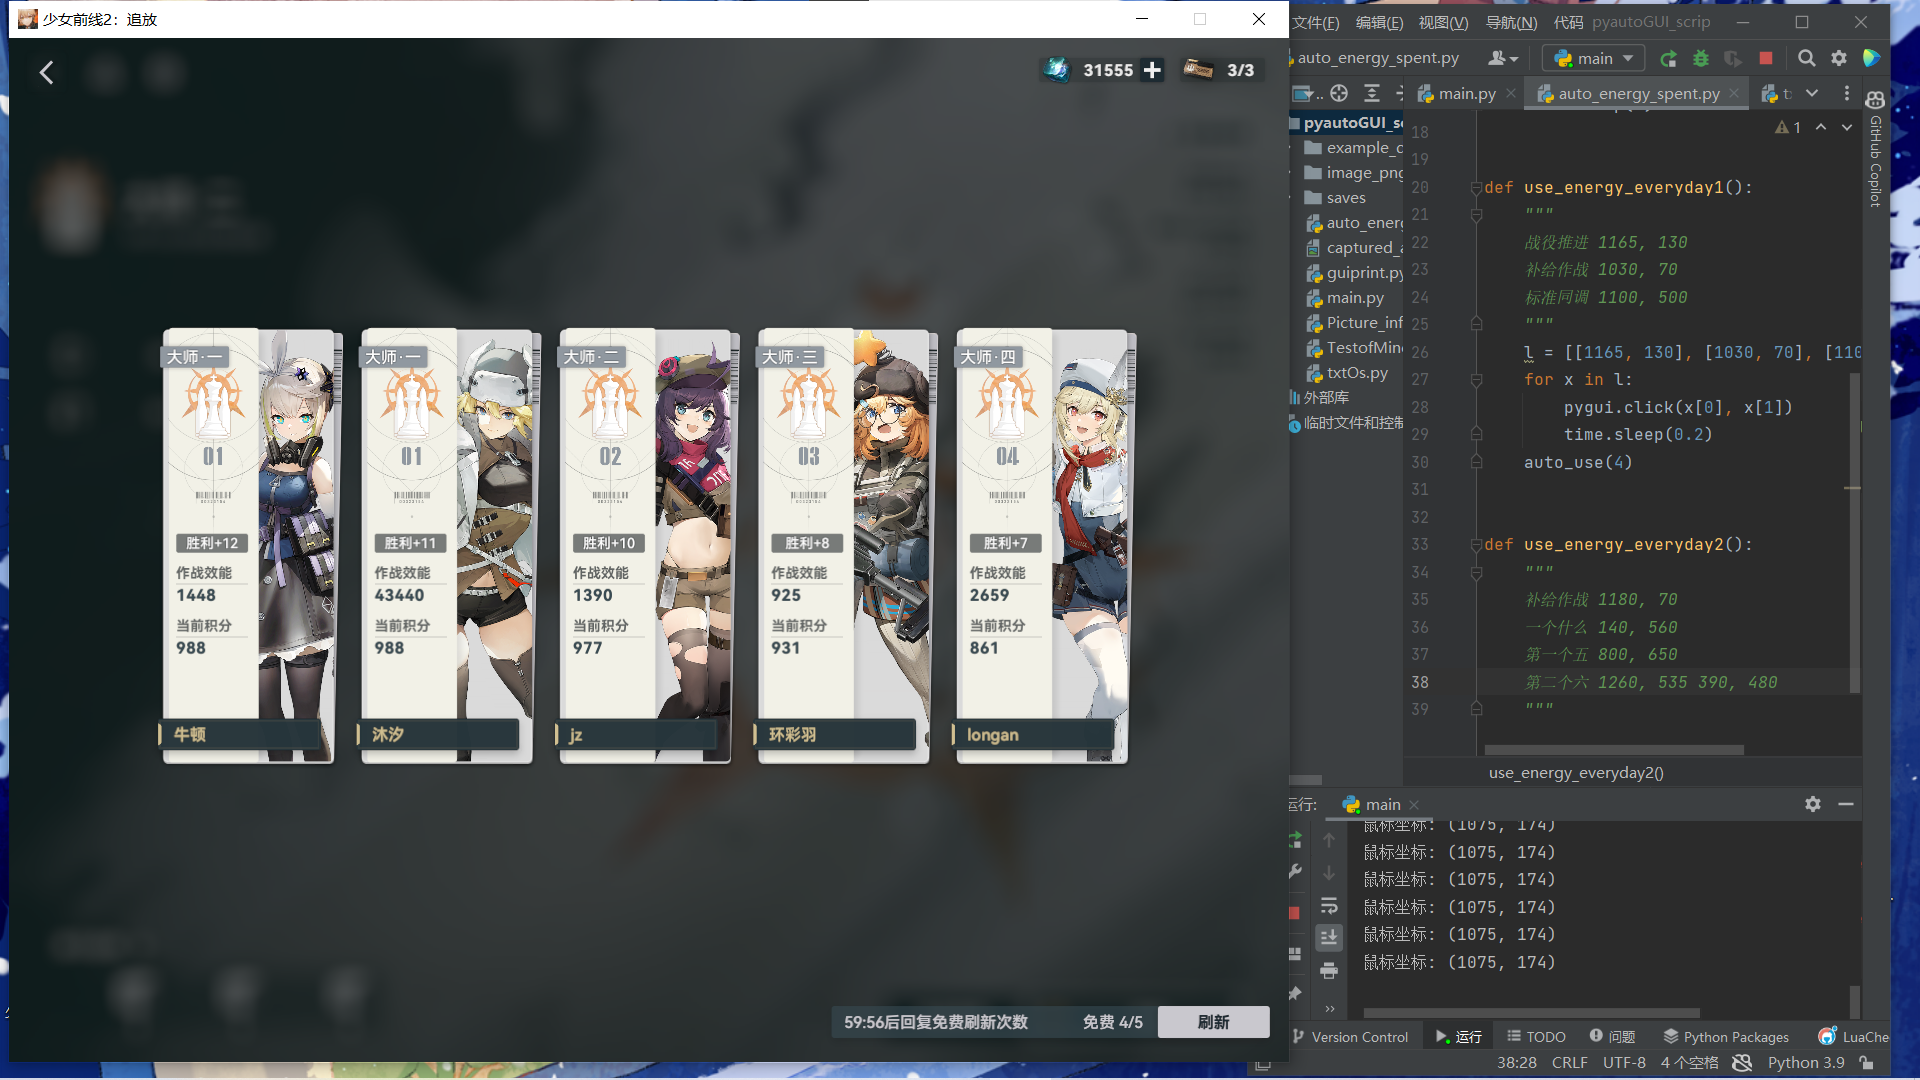 少女前线2：追放
31555
3/3
大师·一
01
胜利+12
作战效能
1448
当前积分
988
牛顿
大师·一
01
胜利+11
作战效能
43440
当前积分
988
沐汐
大师·二
02
胜利+10
作战效能
1390
当前积分
977
jz
大师·三
03
胜利+8
作战效能
925
当前积分
931
环彩羽
大师·四
04
胜利+7
作战效能
2659
当前积分
861
longan
59:56后回复免费刷新次数 免费 4/5 刷新
文件(F) 编辑(E) 视图(V) 导航(N) 代码 pyautoGUI_scrip
auto_energy_spent.py
main
main.py
auto_energy_spent.py
pyautoGUI_sc
example_c
image_png
saves
auto_energ
captured_a
guiprint.py
main.py
Picture_inf
TestofMin
txtOs.py
外部库
临时文件和控制
1
18
19
20 def use_energy_everyday1():
21 """
22 战役推进 1165, 130
23 补给作战 1030, 70
24 标准同调 1100, 500
25 """
26 l = [[1165, 130], [1030, 70], [110
27 for x in l:
28 pygui.click(x[0], x[1])
29 time.sleep(0.2)
30 auto_use(4)
31
32
33 def use_energy_everyday2():
34 """
35 补给作战 1180, 70
36 一个什么 140, 560
37 第一个五 800, 650
38 第二个六 1260, 535 390, 480
39 """
use_energy_everyday2()
GitHub Copilot
运行: main
鼠标坐标: (1075, 174)
鼠标坐标: (1075, 174)
鼠标坐标: (1075, 174)
鼠标坐标: (1075, 174)
鼠标坐标: (1075, 174)
鼠标坐标: (1075, 174)
Version Control 运行 TODO 问题 Python Packages LuaChe
38:28 CRLF UTF-8 4 个空格 Python 3.9